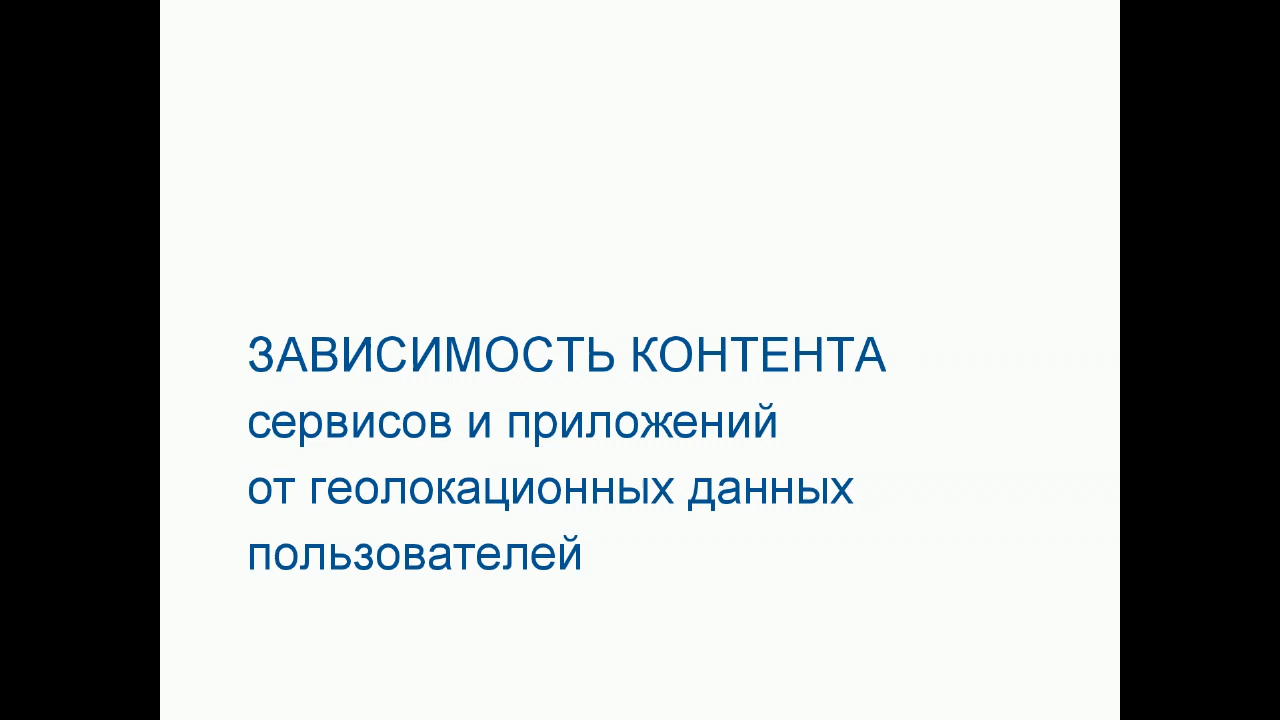 ЗАВИСИМОСТЬ КОНТЕНТА
сервисов и приложений
от геолокационных данных
пользователей